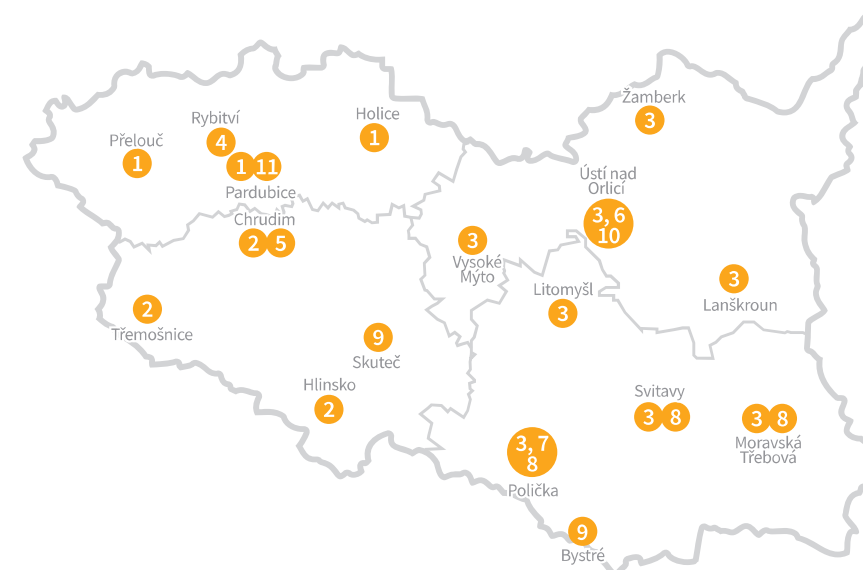 Žamberk
3
Holice
1
Rybitví
4
Přelouč
1
1 11
Pardubice
Ústí nad
Orlicí
3, 6
10
Chrudim
2 5
3
Vysoké
Mýto
Litomyšl
3
3
Lanškroun
2
Třemošnice
9
Skuteč
Hlinsko
2
Svitavy
3 8
3 8
Moravská
Třebová
3, 7
8
Polička
9
Bystré